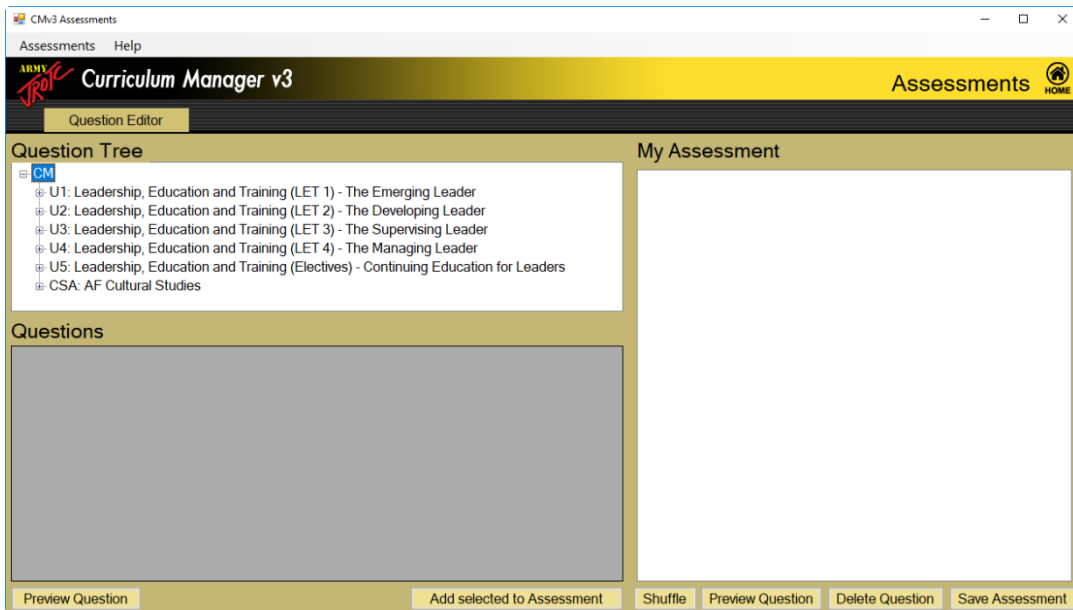 CMv3 Assessments
Assessments Help
ARMY JROTC Curriculum Manager v3
Assessments HOME
Question Editor
Question Tree
CM
U1: Leadership, Education and Training (LET 1) - The Emerging Leader
U2: Leadership, Education and Training (LET 2) - The Developing Leader
U3: Leadership, Education and Training (LET 3) - The Supervising Leader
U4: Leadership, Education and Training (LET 4) - The Managing Leader
U5: Leadership, Education and Training (Electives) - Continuing Education for Leaders
CSA: AF Cultural Studies
Questions
Preview Question Add selected to Assessment
My Assessment
Shuffle Preview Question Delete Question Save Assessment